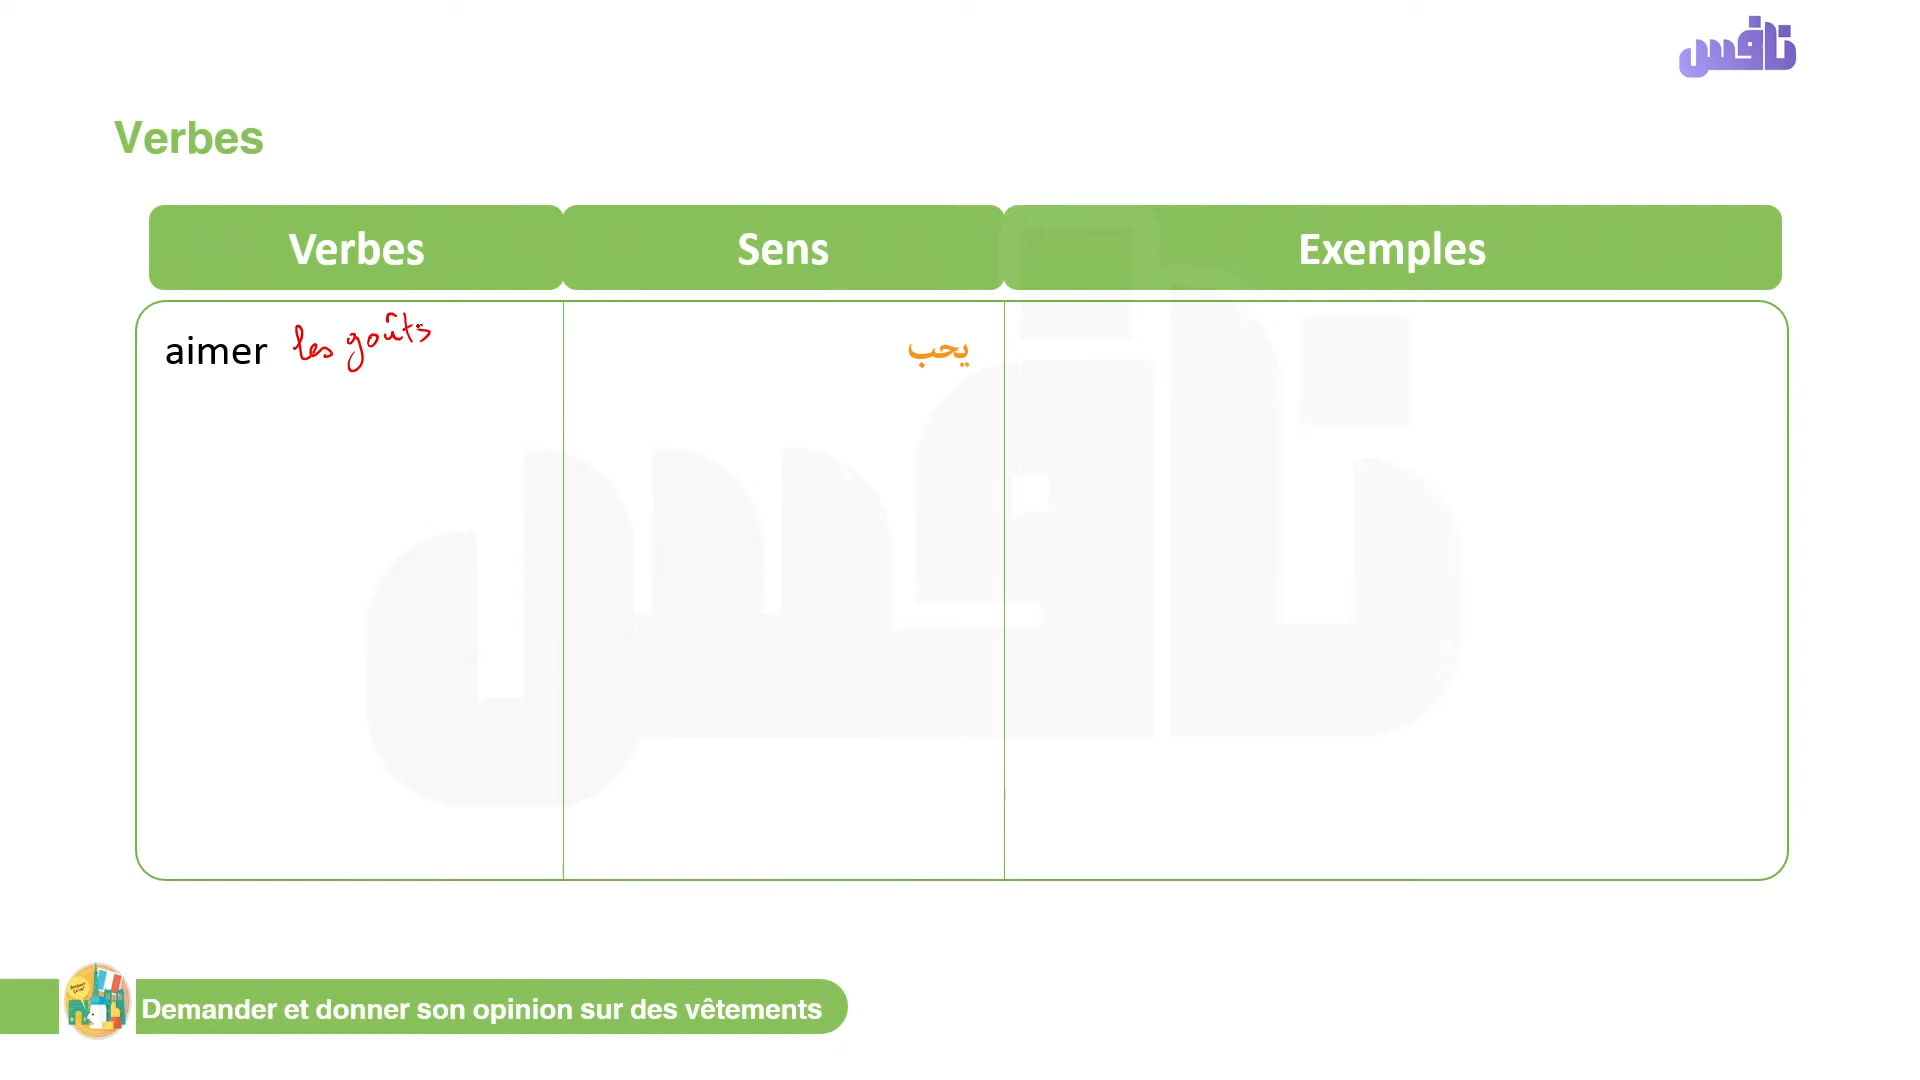 نافس
Verbes
Verbes Sens Exemples
aimer les goûts يحب
Demander et donner son opinion sur des vêtements